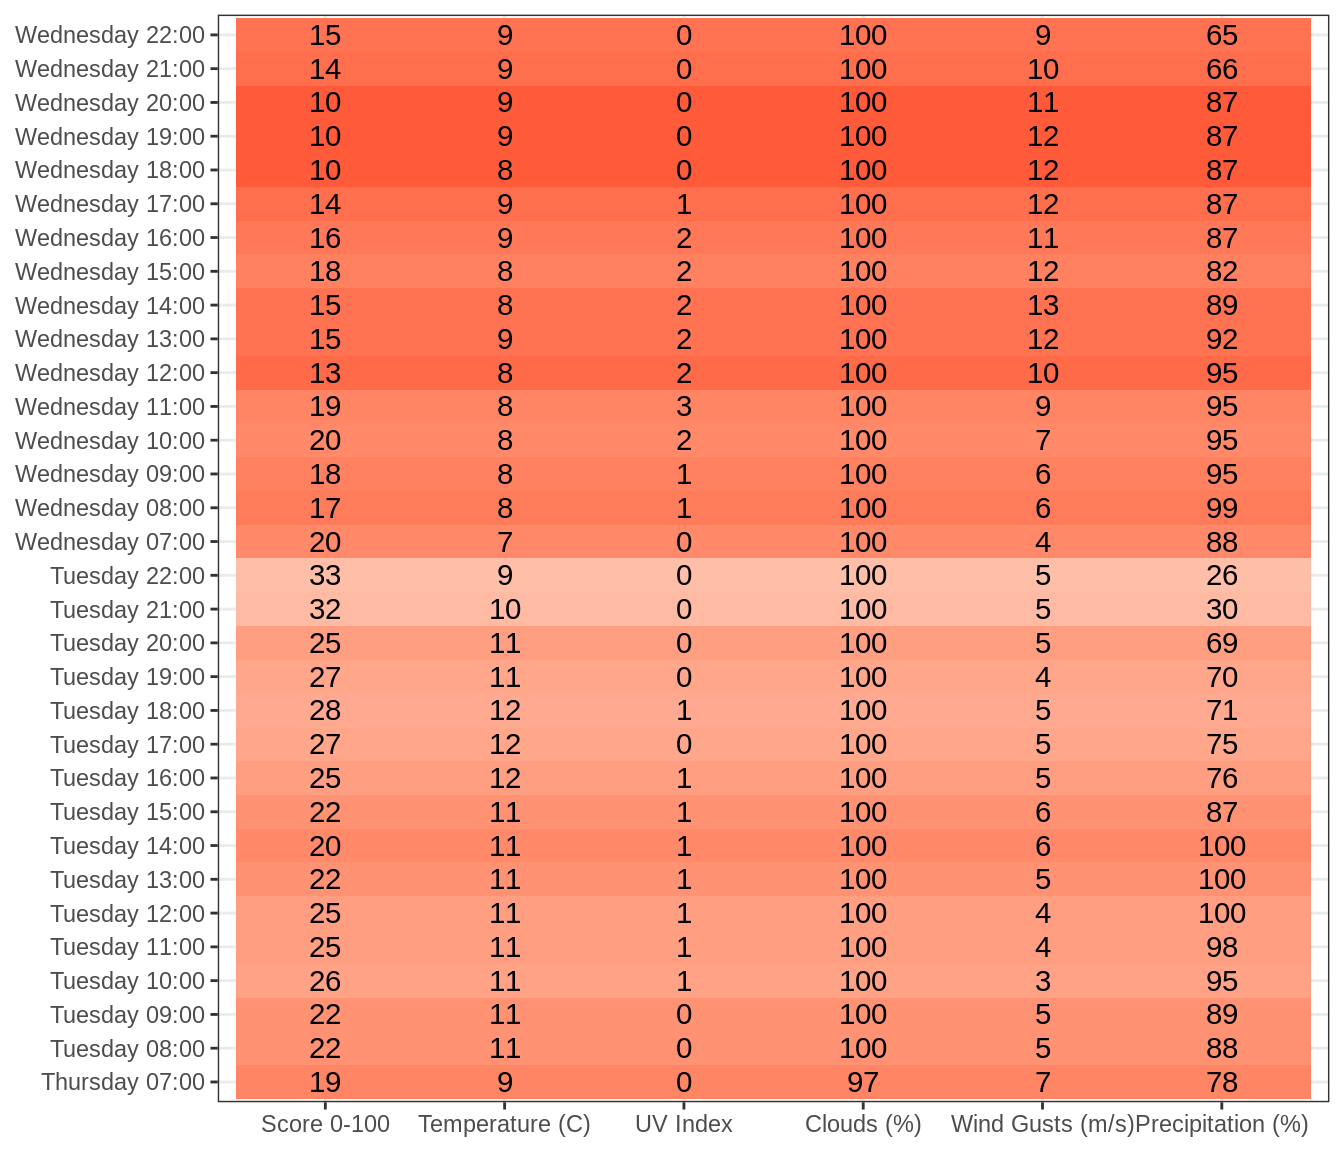 Wednesday 22:00 15 9 0 100 9 65
Wednesday 21:00 14 9 0 100 10 66
Wednesday 20:00 10 9 0 100 11 87
Wednesday 19:00 10 9 0 100 12 87
Wednesday 18:00 10 8 0 100 12 87
Wednesday 17:00 14 9 1 100 12 87
Wednesday 16:00 16 9 2 100 11 87
Wednesday 15:00 18 8 2 100 12 82
Wednesday 14:00 15 8 2 100 13 89
Wednesday 13:00 15 9 2 100 12 92
Wednesday 12:00 13 8 2 100 10 95
Wednesday 11:00 19 8 3 100 9 95
Wednesday 10:00 20 8 2 100 7 95
Wednesday 09:00 18 8 1 100 6 95
Wednesday 08:00 17 8 1 100 6 99
Wednesday 07:00 20 7 0 100 4 88
Tuesday 22:00 33 9 0 100 5 26
Tuesday 21:00 32 10 0 100 5 30
Tuesday 20:00 25 11 0 100 5 69
Tuesday 19:00 27 11 0 100 4 70
Tuesday 18:00 28 12 1 100 5 71
Tuesday 17:00 27 12 0 100 5 75
Tuesday 16:00 25 12 1 100 5 76
Tuesday 15:00 22 11 1 100 6 87
Tuesday 14:00 20 11 1 100 6 100
Tuesday 13:00 22 11 1 100 5 100
Tuesday 12:00 25 11 1 100 4 100
Tuesday 11:00 25 11 1 100 4 98
Tuesday 10:00 26 11 1 100 3 95
Tuesday 09:00 22 11 0 100 5 89
Tuesday 08:00 22 11 0 100 5 88
Thursday 07:00 19 9 0 97 7 78
Score 0-100 Temperature (C) UV Index Clouds (%) Wind Gusts (m/s) Precipitation (%)